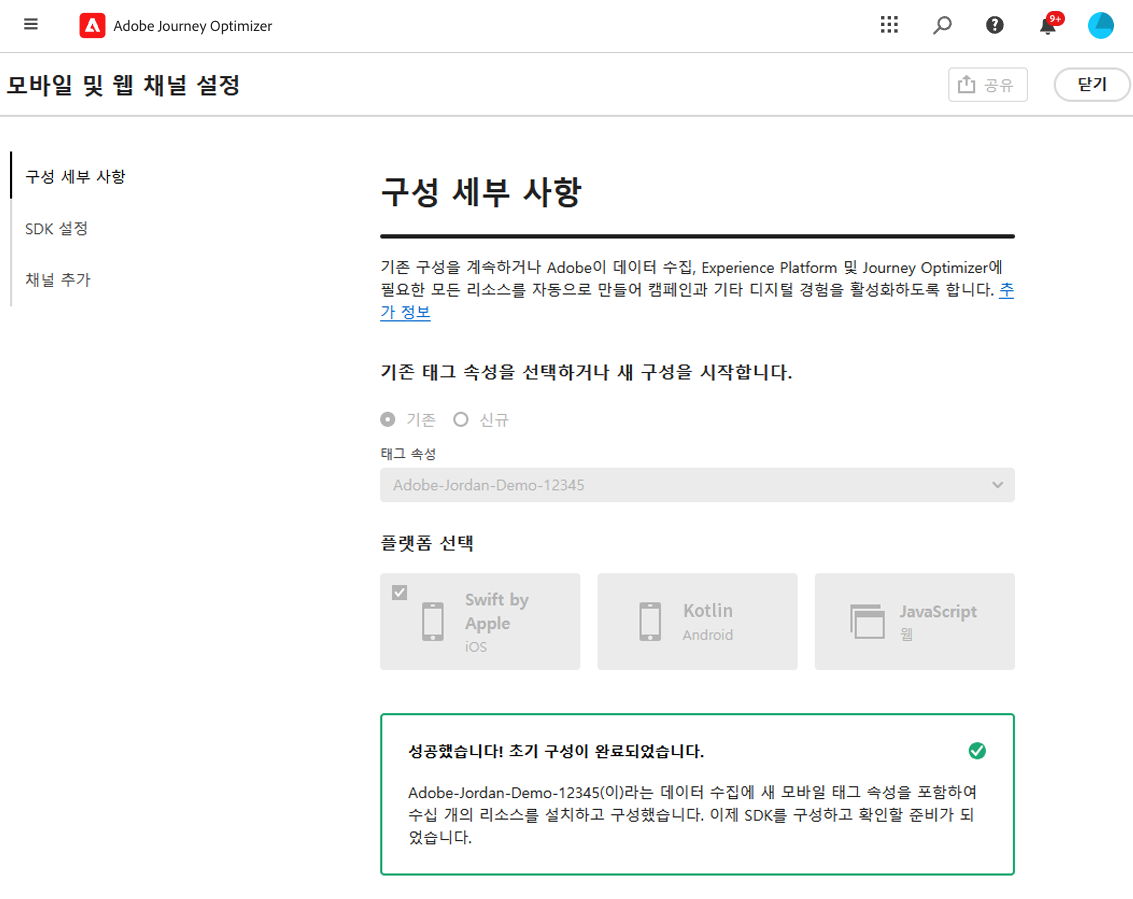 Adobe Journey Optimizer
9+
모바일 및 웹 채널 설정
공유
닫기
구성 세부 사항
SDK 설정
채널 추가
구성 세부 사항
기존 구성을 계속하거나 Adobe이 데이터 수집, Experience Platform 및 Journey Optimizer에
필요한 모든 리소스를 자동으로 만들어 캠페인과 기타 디지털 경험을 활성화하도록 합니다. 추
가 정보
기존 태그 속성을 선택하거나 새 구성을 시작합니다.
기존
신규
태그 속성
Adobe-Jordan-Demo-12345
플랫폼 선택
Swift by
Apple
iOS
Kotlin
Android
JavaScript
웹
성공했습니다! 초기 구성이 완료되었습니다.
Adobe-Jordan-Demo-12345(이)라는 데이터 수집에 새 모바일 태그 속성을 포함하여
수십 개의 리소스를 설치하고 구성했습니다. 이제 SDK를 구성하고 확인할 준비가 되
었습니다.